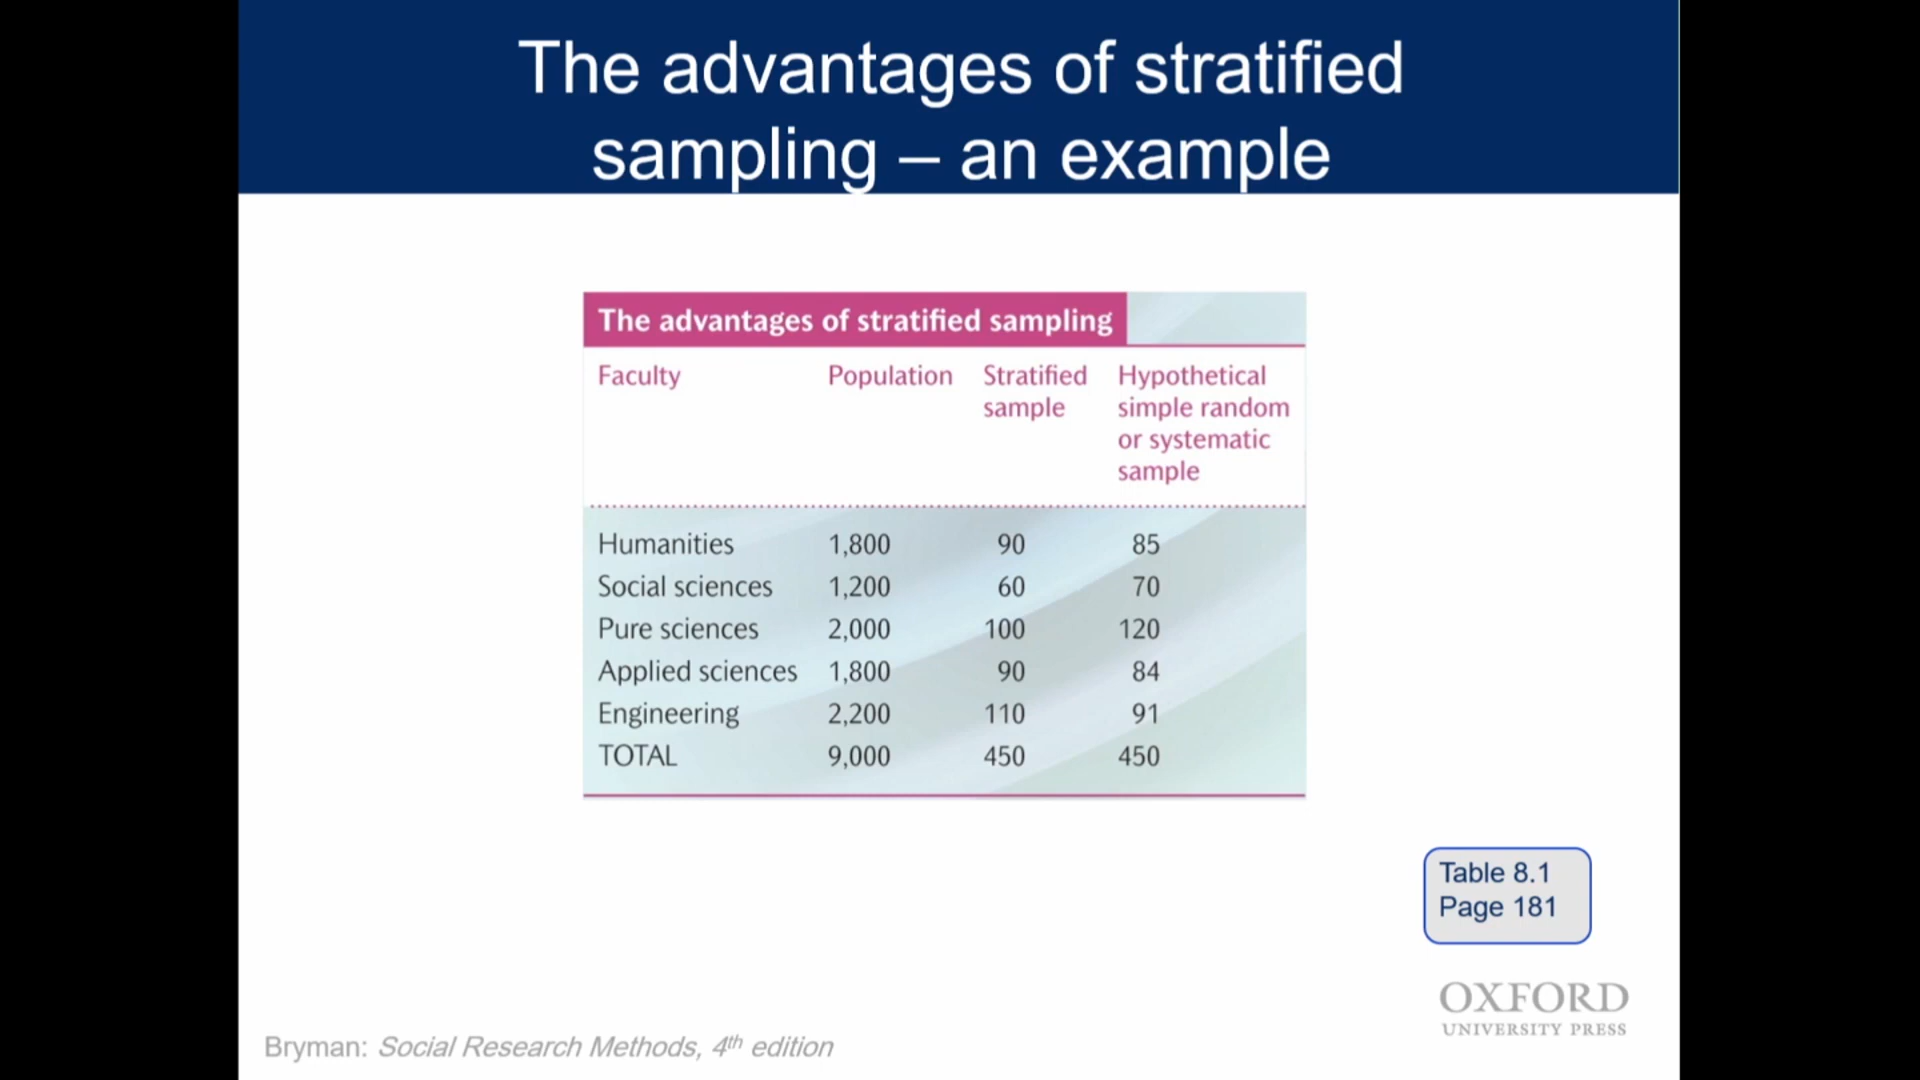 The advantages of stratified
sampling – an example
The advantages of stratified sampling
Faculty Population Stratified sample Hypothetical simple random or systematic sample
Humanities 1,800 90 85
Social sciences 1,200 60 70
Pure sciences 2,000 100 120
Applied sciences 1,800 90 84
Engineering 2,200 110 91
TOTAL 9,000 450 450
Table 8.1
Page 181
OXFORD
UNIVERSITY PRESS
Bryman: Social Research Methods, 4th edition